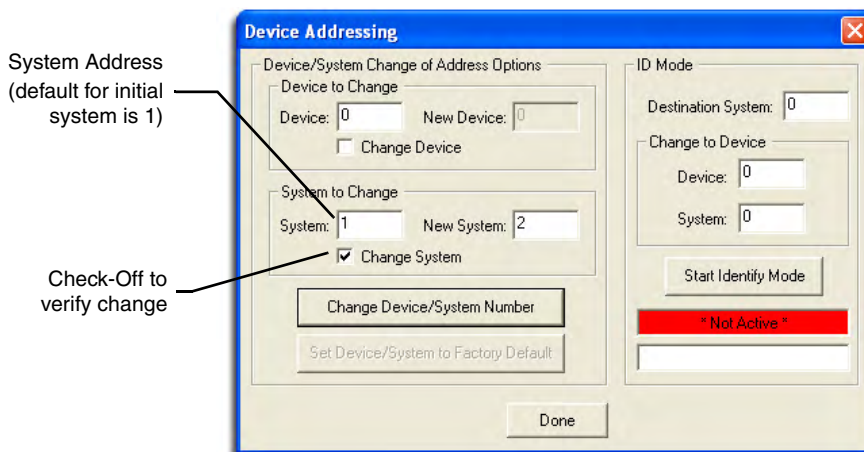 Device Addressing
System Address
(default for initial
system is 1)
Check-Off to
verify change
Device/System Change of Address Options
Device to Change
Device: 0 New Device: 0
Change Device
System to Change
System: 1 New System: 2
Change System
Change Device/System Number
Set Device/System to Factory Default
ID Mode
Destination System: 0
Change to Device
Device: 0
System: 0
Start Identify Mode
* Not Active *
Done